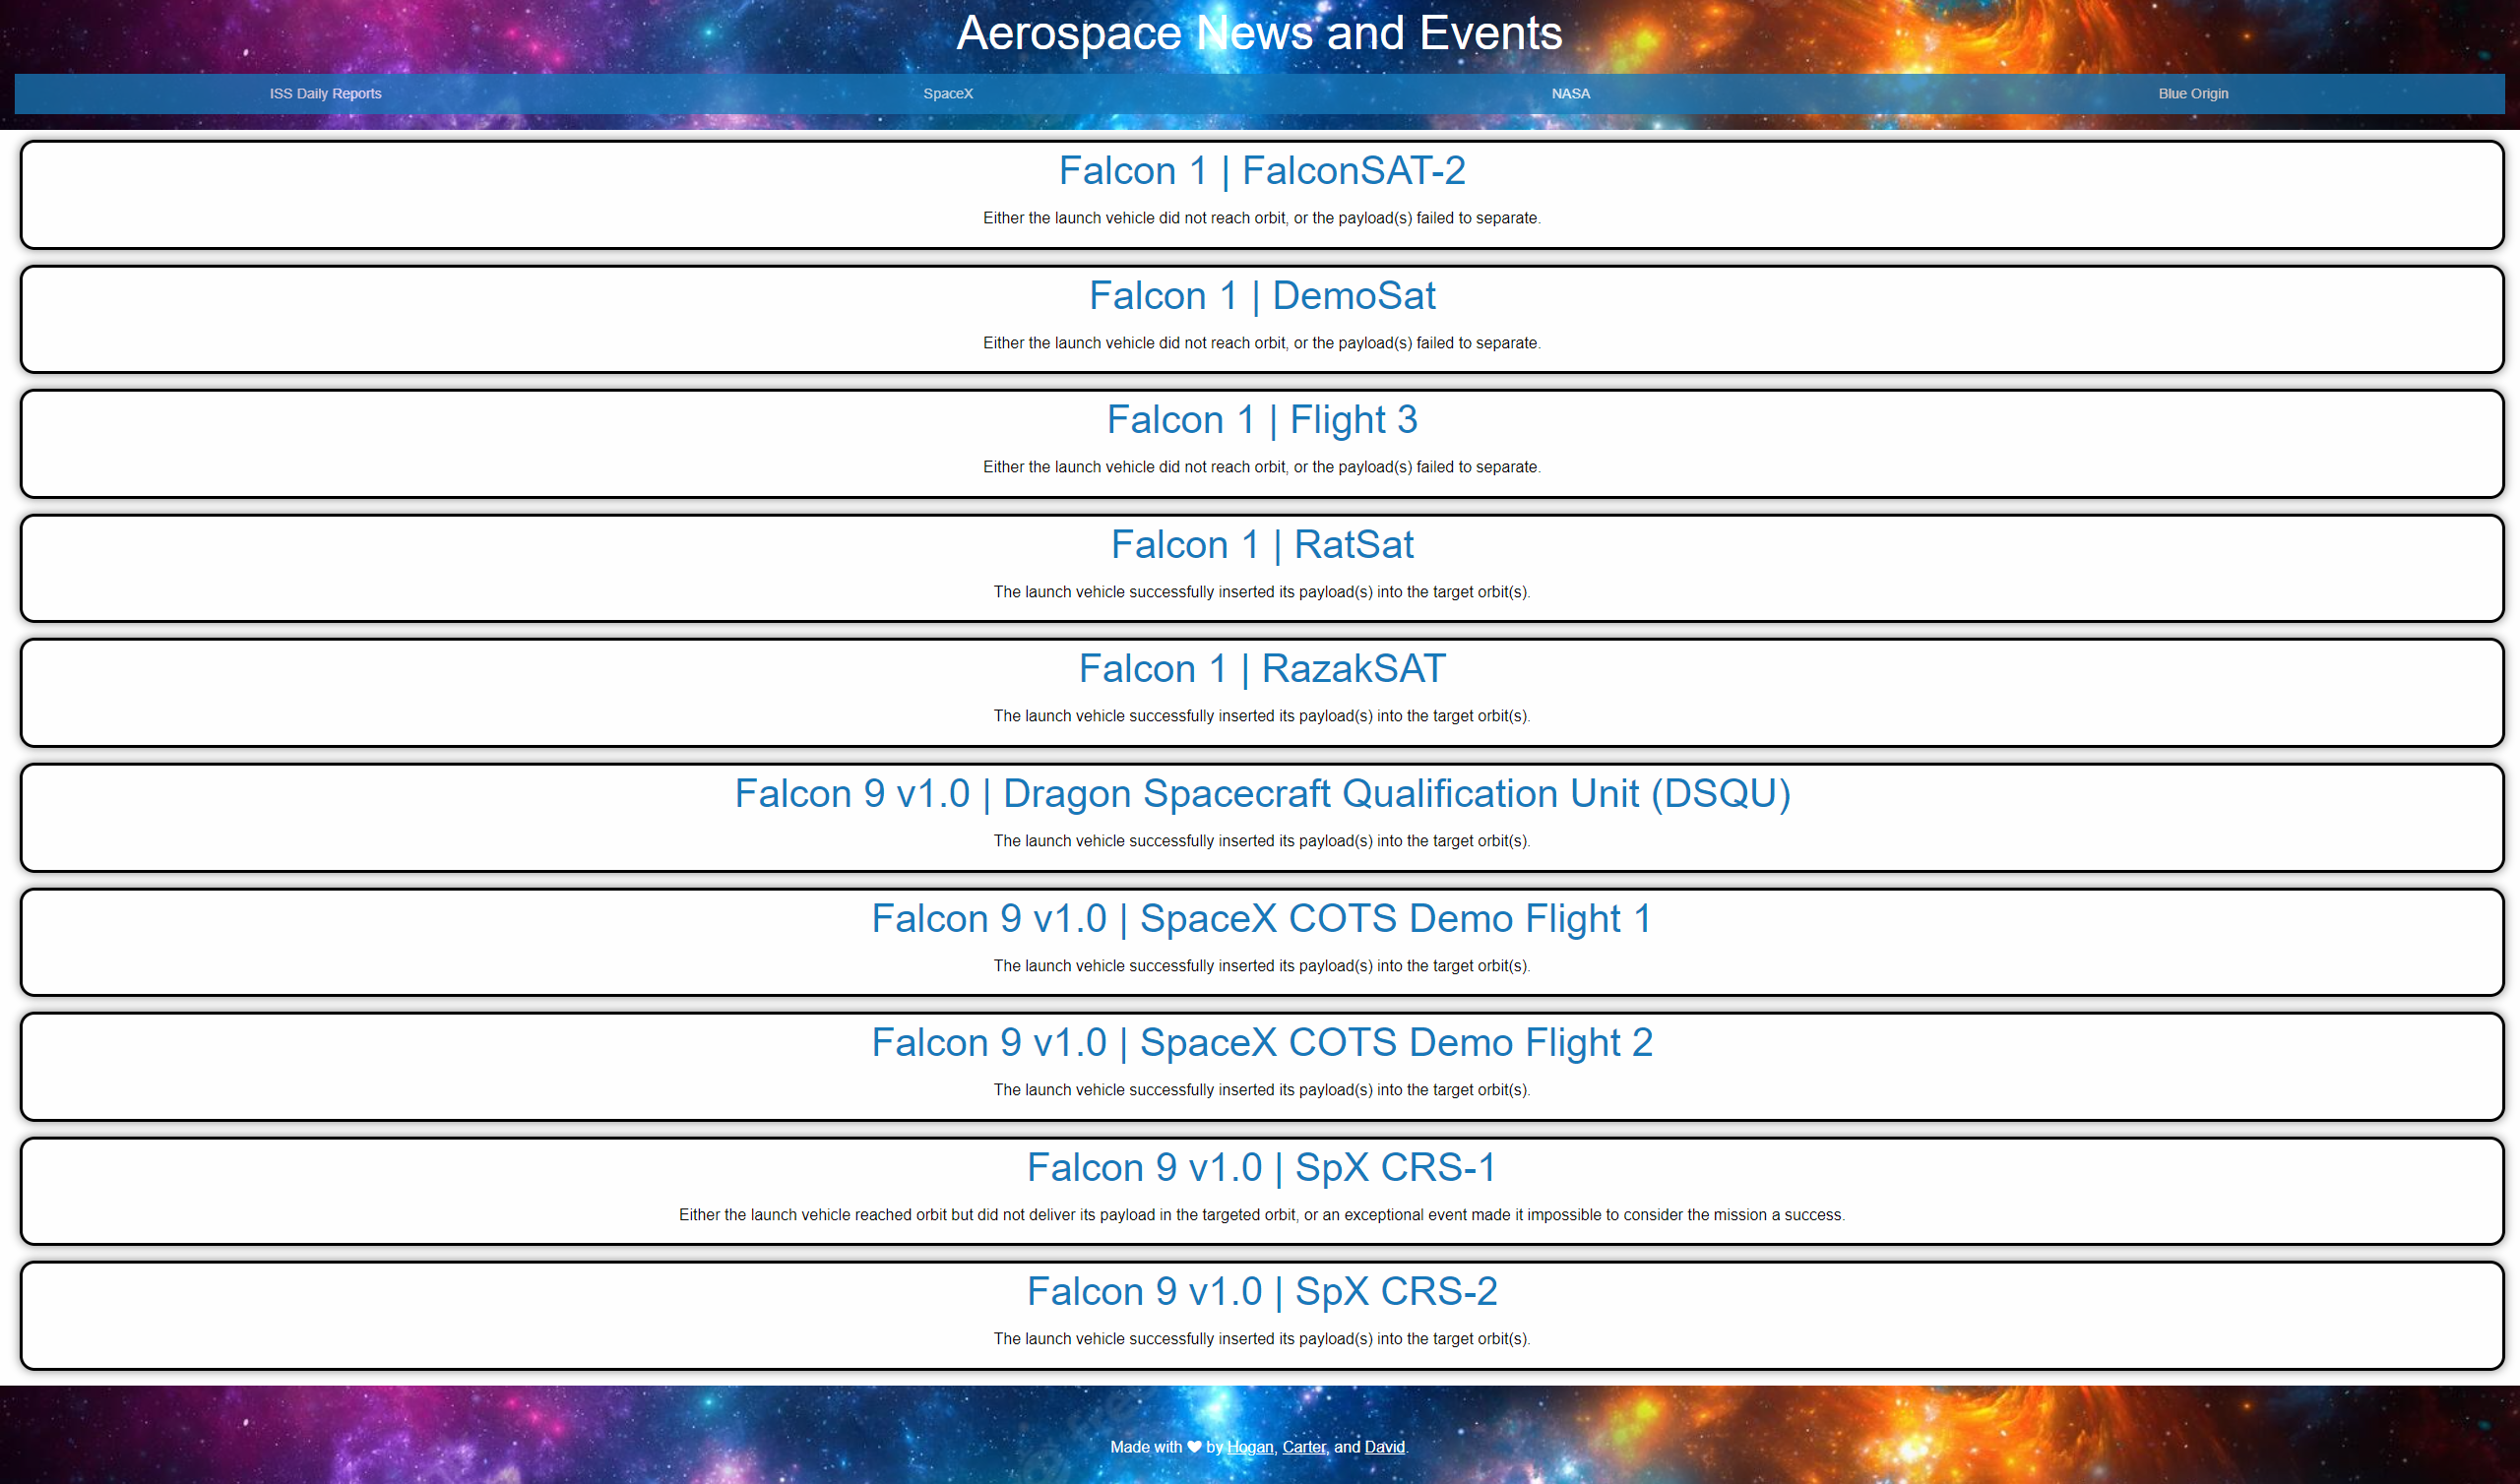 Aerospace News and Events
ISS Daily Reports SpaceX NASA Blue Origin
Falcon 1 | FalconSAT-2
Either the launch vehicle did not reach orbit, or the payload(s) failed to separate.
Falcon 1 | DemoSat
Either the launch vehicle did not reach orbit, or the payload(s) failed to separate.
Falcon 1 | Flight 3
Either the launch vehicle did not reach orbit, or the payload(s) failed to separate.
Falcon 1 | RatSat
The launch vehicle successfully inserted its payload(s) into the target orbit(s).
Falcon 1 | RazakSAT
The launch vehicle successfully inserted its payload(s) into the target orbit(s).
Falcon 9 v1.0 | Dragon Spacecraft Qualification Unit (DSQU)
The launch vehicle successfully inserted its payload(s) into the target orbit(s).
Falcon 9 v1.0 | SpaceX COTS Demo Flight 1
The launch vehicle successfully inserted its payload(s) into the target orbit(s).
Falcon 9 v1.0 | SpaceX COTS Demo Flight 2
The launch vehicle successfully inserted its payload(s) into the target orbit(s).
Falcon 9 v1.0 | SpX CRS-1
Either the launch vehicle reached orbit but did not deliver its payload in the targeted orbit, or an exceptional event made it impossible to consider the mission a success.
Falcon 9 v1.0 | SpX CRS-2
The launch vehicle successfully inserted its payload(s) into the target orbit(s).
Made with ♥ by Hogan, Carter, and David.